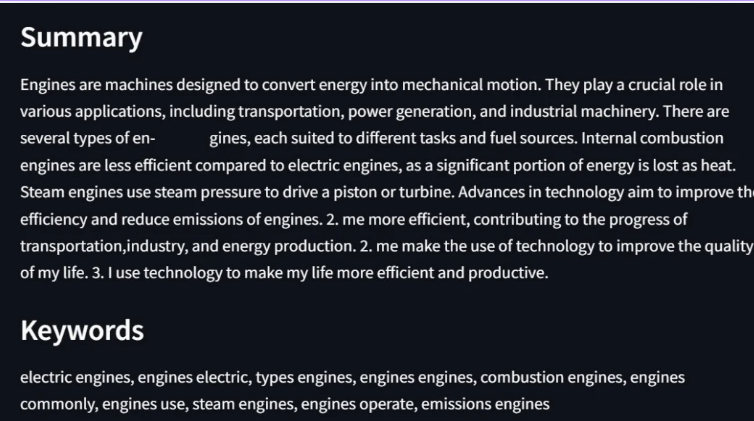 Summary
Engines are machines designed to convert energy into mechanical motion. They play a crucial role in
various applications, including transportation, power generation, and industrial machinery. There are
several types of en- gines, each suited to different tasks and fuel sources. Internal combustion
engines are less efficient compared to electric engines, as a significant portion of energy is lost as heat.
Steam engines use steam pressure to drive a piston or turbine. Advances in technology aim to improve the
efficiency and reduce emissions of engines. 2. me more efficient, contributing to the progress of
transportation,industry, and energy production. 2. me make the use of technology to improve the quality
of my life. 3. I use technology to make my life more efficient and productive.
Keywords
electric engines, engines electric, types engines, engines engines, combustion engines, engines
commonly, engines use, steam engines, engines operate, emissions engines